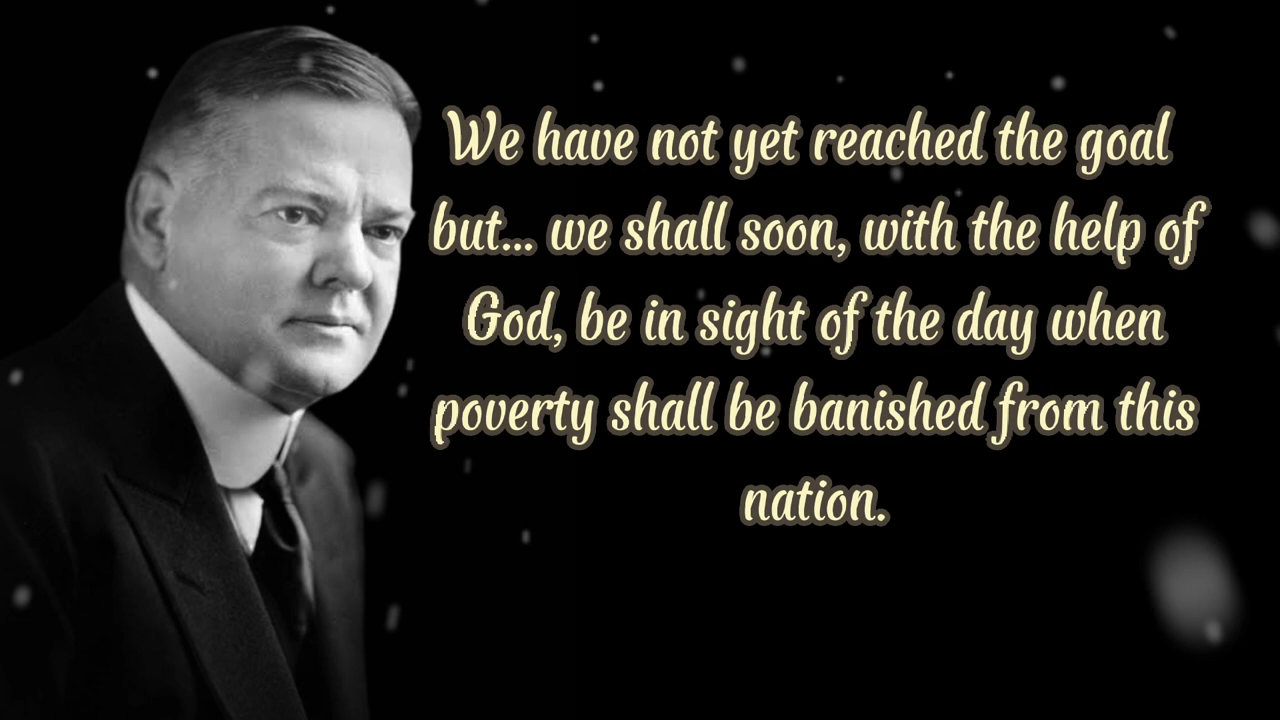 We have not yet reached the goal
but... we shall soon, with the help of
God, be in sight of the day when
poverty shall be banished from this
nation.